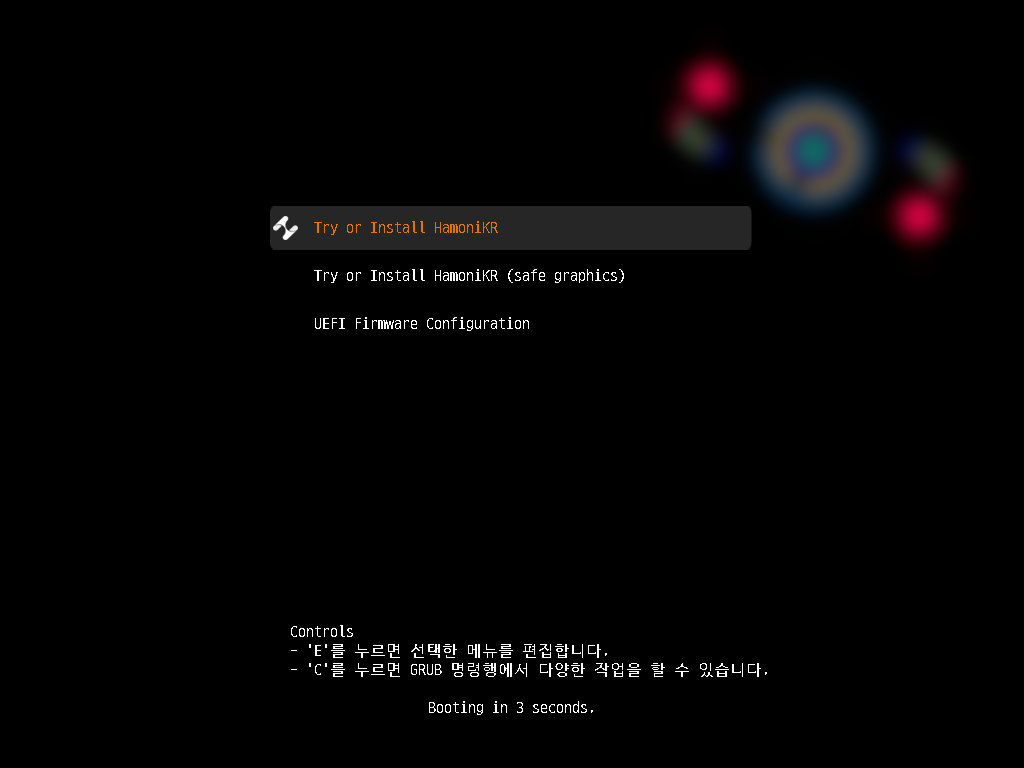 Try or Install HamoniKR
Try or Install HamoniKR (safe graphics)
UEFI Firmware Configuration
Controls
- 'E'를 누르면 선택한 메뉴를 편집합니다.
- 'C'를 누르면 GRUB 명령행에서 다양한 작업을 할 수 있습니다.
Booting in 3 seconds.